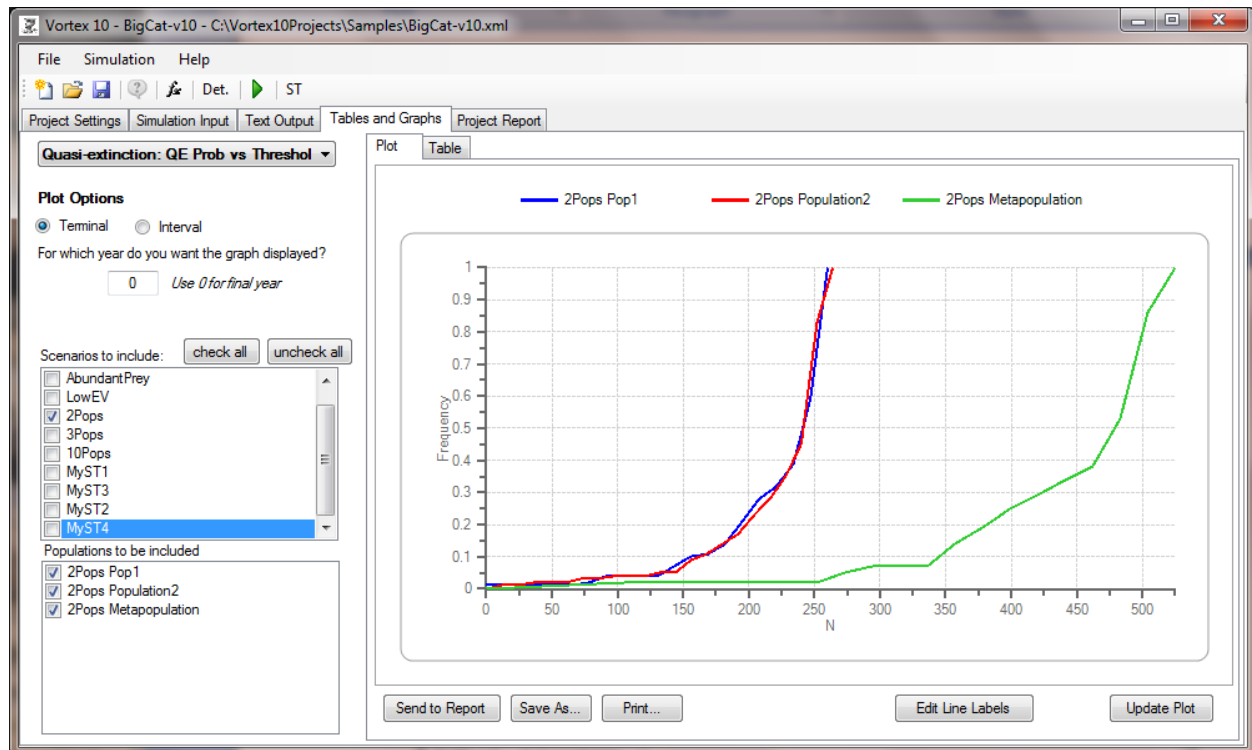 Vortex 10 - BigCat-v10 - C:\Vortex10Projects\Samples\BigCat-v10.xml
File Simulation Help
fx Det. ST
Project Settings Simulation Input Text Output Tables and Graphs Project Report
Quasi-extinction: QE Prob vs Threshol
Plot Options
Terminal Interval
For which year do you want the graph displayed?
0 Use 0 for final year
Scenarios to include: check all uncheck all
AbundantPrey
LowEV
2Pops
3Pops
10Pops
MyST1
MyST3
MyST2
MyST4
Populations to be included
2Pops Pop1
2Pops Population2
2Pops Metapopulation
Plot Table
2Pops Pop1 2Pops Population2 2Pops Metapopulation
Frequency
1
0.9
0.8
0.7
0.6
0.5
0.4
0.3
0.2
0.1
0
0 50 100 150 200 250 300 350 400 450 500
N
Send to Report Save As... Print... Edit Line Labels Update Plot